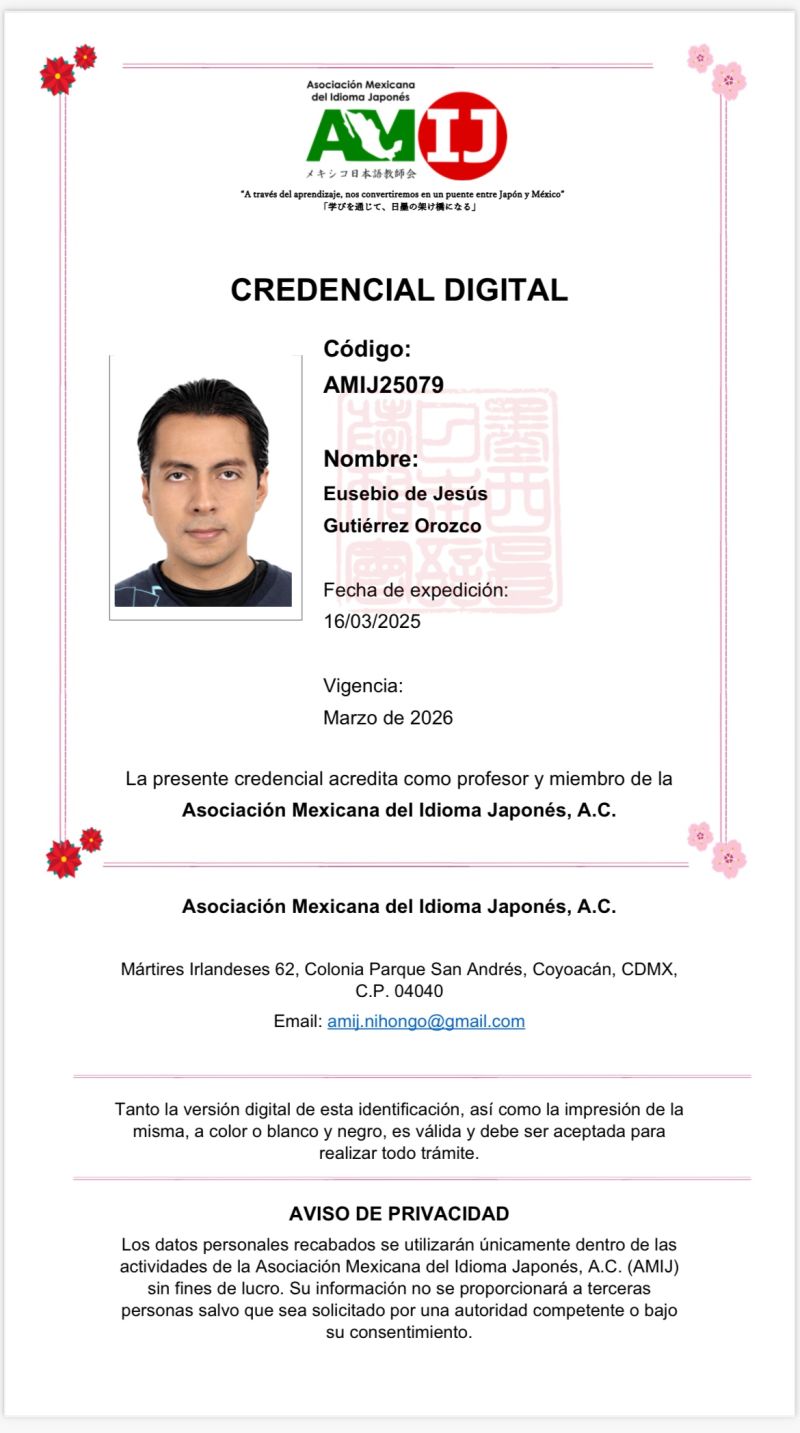 Asociación Mexicana
del Idioma Japonés
AMIJ
メキシコ日本語教師会
“A través del aprendizaje, nos convertiremos en un puente entre Japón y México”
「学びを通じて、日墨の架け橋になる」
CREDENCIAL DIGITAL
Código:
AMIJ25079
Nombre:
Eusebio de Jesús
Gutiérrez Orozco
Fecha de expedición:
16/03/2025
Vigencia:
Marzo de 2026
La presente credencial acredita como profesor y miembro de la
Asociación Mexicana del Idioma Japonés, A.C.
Asociación Mexicana del Idioma Japonés, A.C.
Mártires Irlandeses 62, Colonia Parque San Andrés, Coyoacán, CDMX,
C.P. 04040
Email: amij.nihongo@gmail.com
Tanto la versión digital de esta identificación, así como la impresión de la
misma, a color o blanco y negro, es válida y debe ser aceptada para
realizar todo trámite.
AVISO DE PRIVACIDAD
Los datos personales recabados se utilizarán únicamente dentro de las
actividades de la Asociación Mexicana del Idioma Japonés, A.C. (AMIJ)
sin fines de lucro. Su información no se proporcionará a terceras
personas salvo que sea solicitado por una autoridad competente o bajo
su consentimiento.